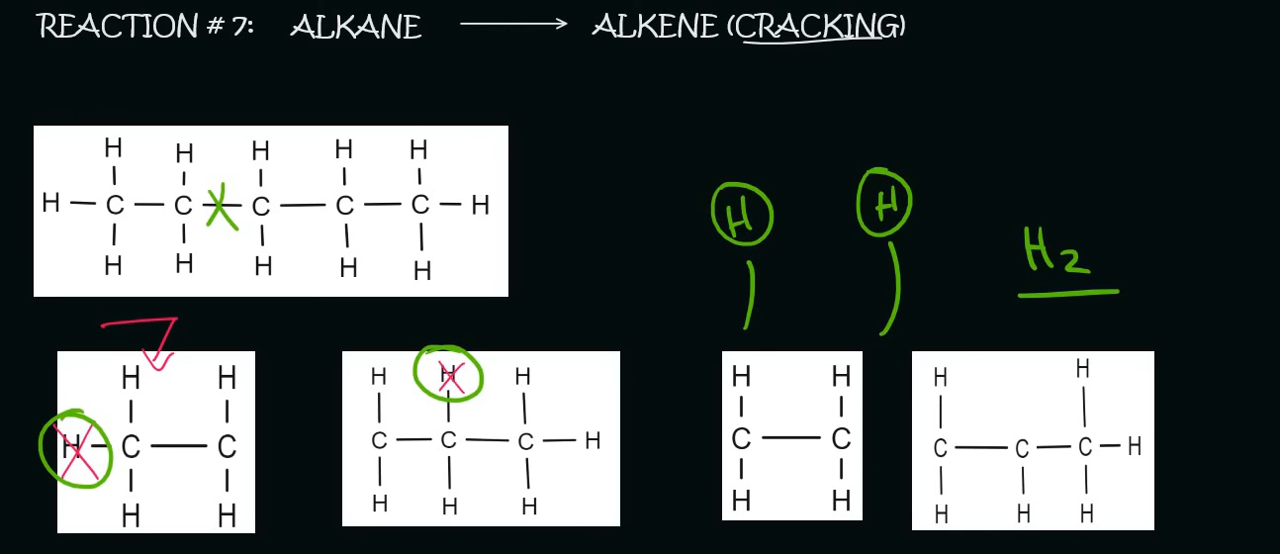 REACTION # 7: ALKANE ⟶ ALKENE (CRACKING)
H H H H H
H — C — C — C — C — C — H
H H H H H
H H
H2
H H
H — C — C
H H
H H H
C — C — C — H
H H H
H H
C — C
H H
H H
C — C — C — H
H H H